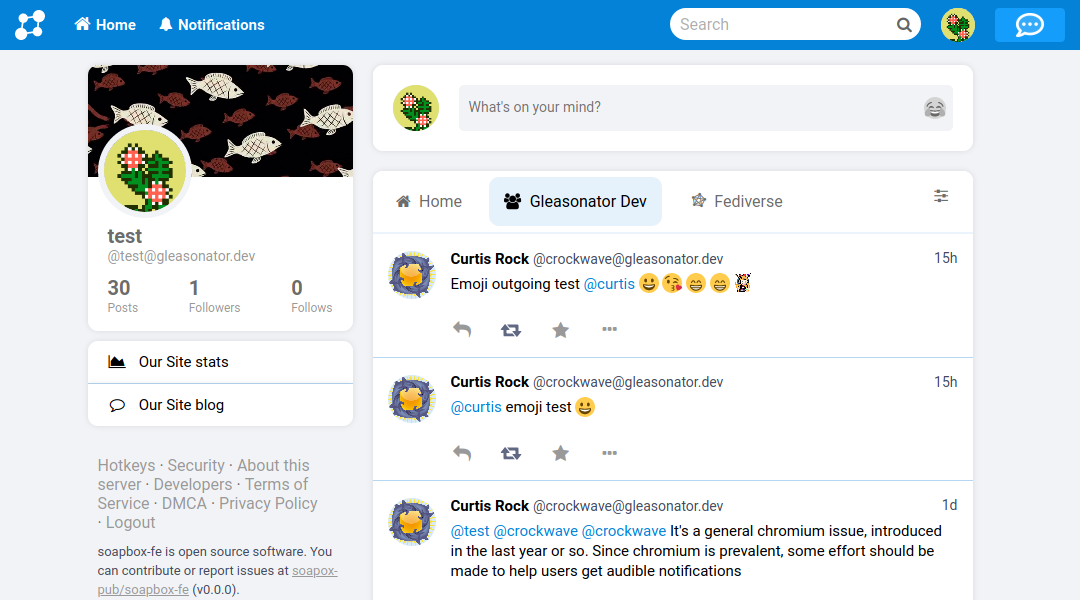 Home
Notifications
Search
What's on your mind?
test
@test@gleasonator.dev
30
Posts
1
Followers
0
Follows
Our Site stats
Our Site blog
Hotkeys · Security · About this
server · Developers · Terms of
Service · DMCA · Privacy Policy
· Logout
soapbox-fe is open source software. You
can contribute or report issues at soapox-
pub/soapbox-fe (v0.0.0).
Home
Gleasonator Dev
Fediverse
Curtis Rock @crockwave@gleasonator.dev 15h
Emoji outgoing test @curtis 😀😘😁😁
Curtis Rock @crockwave@gleasonator.dev 15h
@curtis emoji test 😀
Curtis Rock @crockwave@gleasonator.dev 1d
@test @crockwave @crockwave It's a general chromium issue, introduced
in the last year or so. Since chromium is prevalent, some effort should be
made to help users get audible notifications